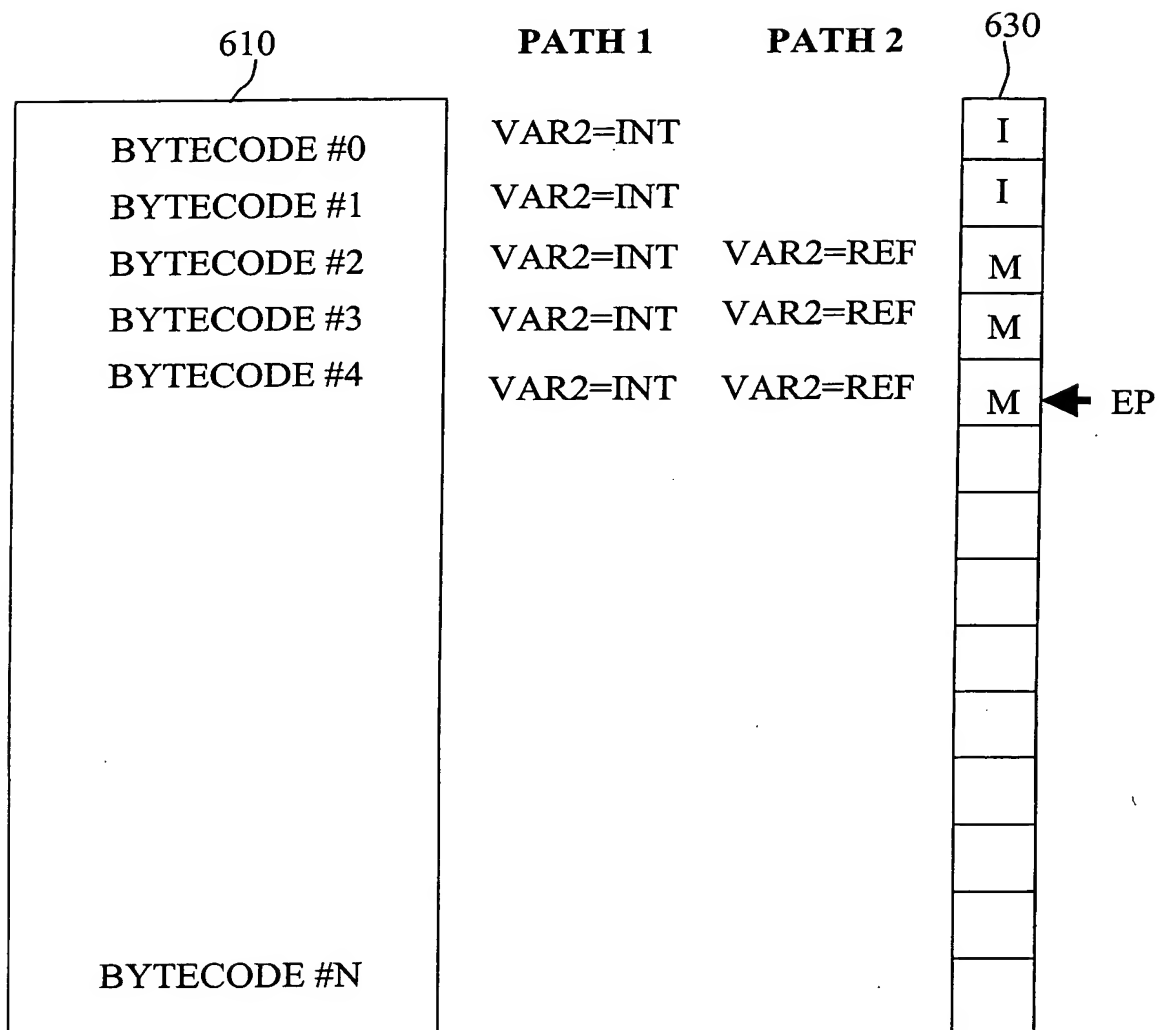 610 PATH 1 PATH 2 630
BYTECODE #0 VAR2=INT I
BYTECODE #1 VAR2=INT I
BYTECODE #2 VAR2=INT VAR2=REF M
BYTECODE #3 VAR2=INT VAR2=REF M
BYTECODE #4 VAR2=INT VAR2=REF M EP
BYTECODE #N